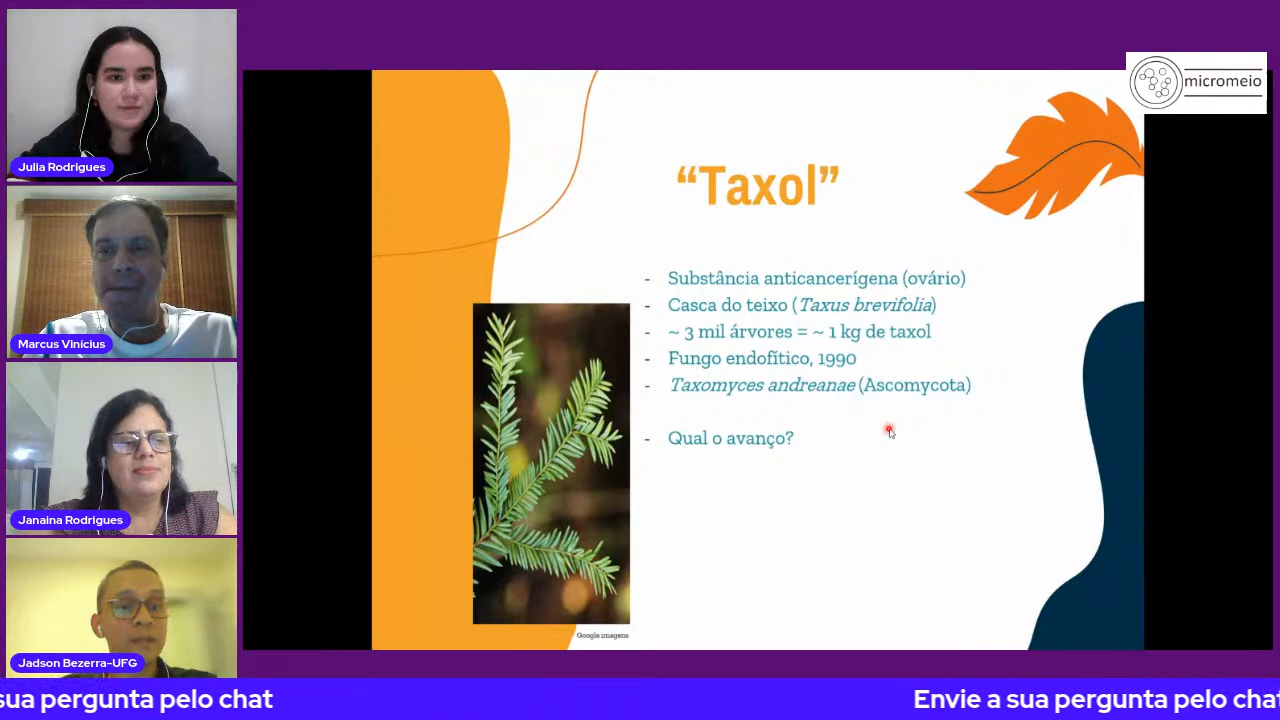 Julia Rodrigues
Marcus Vinícius
Janaina Rodrigues
Jadson Bezerra-UFG
micromeio
“Taxol”
- Substância anticancerígena (ovário)
- Casca do teixo (Taxus brevifolia)
- ~ 3 mil árvores = ~ 1 kg de taxol
- Fungo endofítico, 1990
- Taxomyces andreanae (Ascomycota)
- Qual o avanço?
Google imagens
sua pergunta pelo chat
Envie a sua pergunta pelo chat